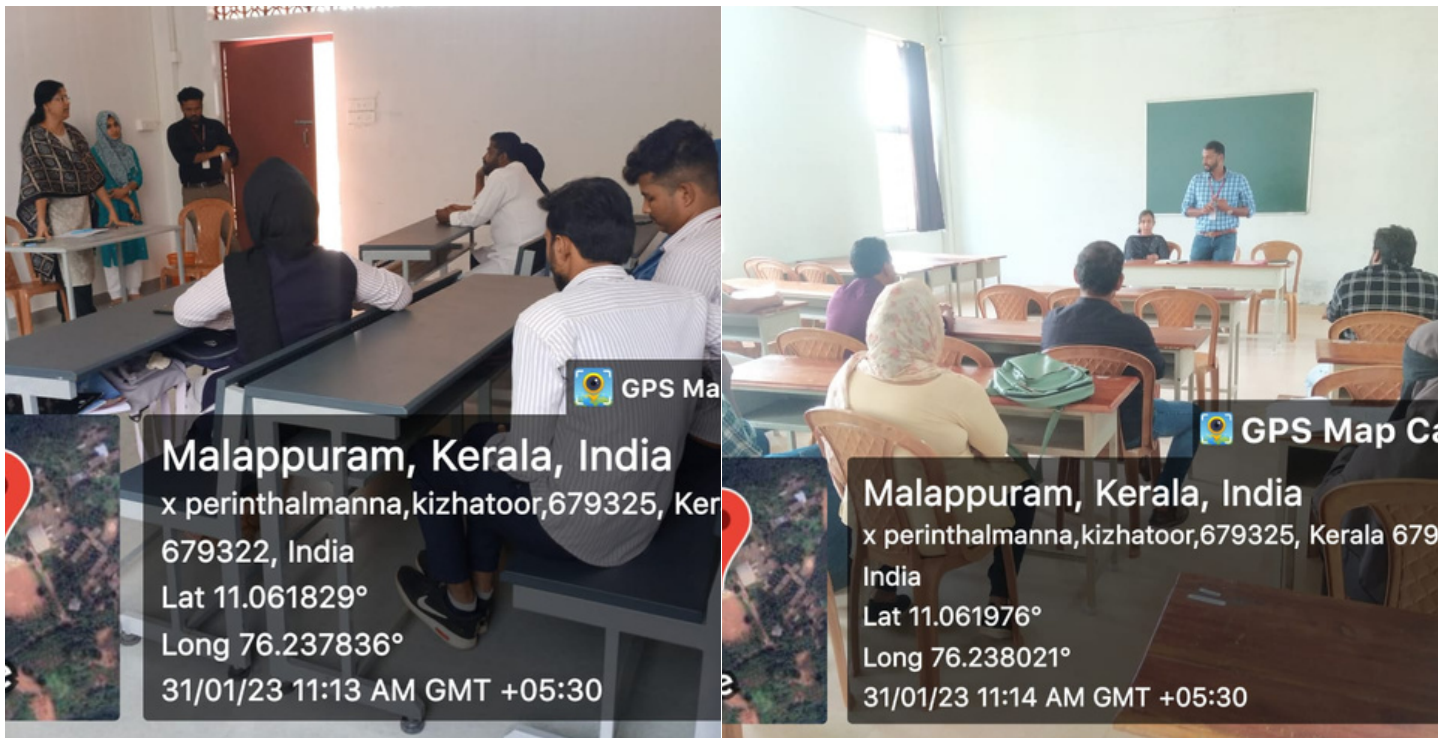 GPS Ma
Malappuram, Kerala, India
x perinthalmanna,kizhatoor,679325, Ker
679322, India
Lat 11.061829°
Long 76.237836°
31/01/23 11:13 AM GMT +05:30
GPS Map Ca
Malappuram, Kerala, India
x perinthalmanna,kizhatoor,679325, Kerala 679
India
Lat 11.061976°
Long 76.238021°
31/01/23 11:14 AM GMT +05:30